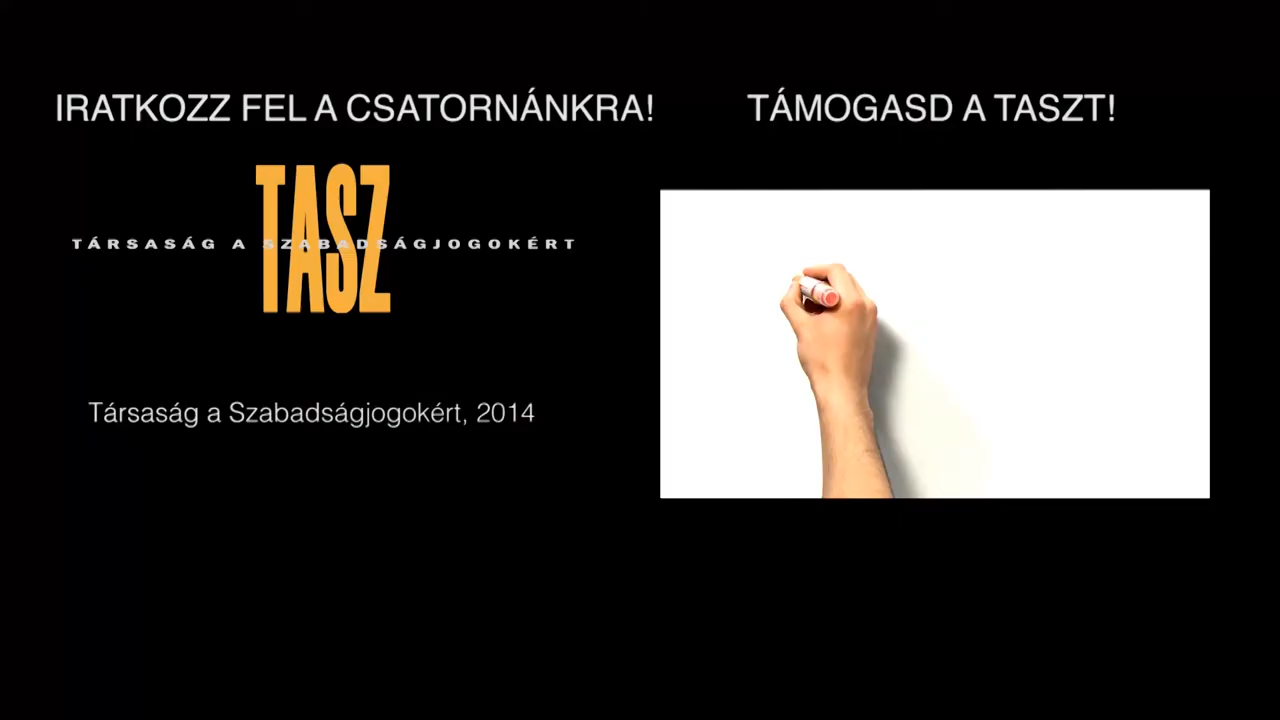 IRATKOZZ FEL A CSATORNÁNKRA!
TÁMOGASD A TASZT!
TASZ
TÁRSASÁG A SZABADSÁGJOGOKÉRT
Társaság a Szabadságjogokért, 2014